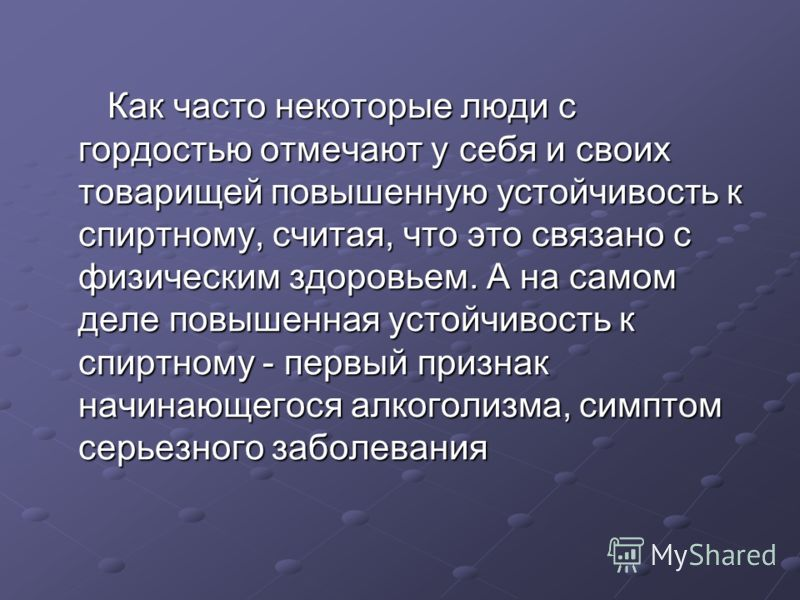 Как часто некоторые люди с
гордостью отмечают у себя и своих
товарищей повышенную устойчивость к
спиртному, считая, что это связано с
физическим здоровьем. А на самом
деле повышенная устойчивость к
спиртному - первый признак
начинающегося алкоголизма, симптом
серьезного заболевания
MyShared